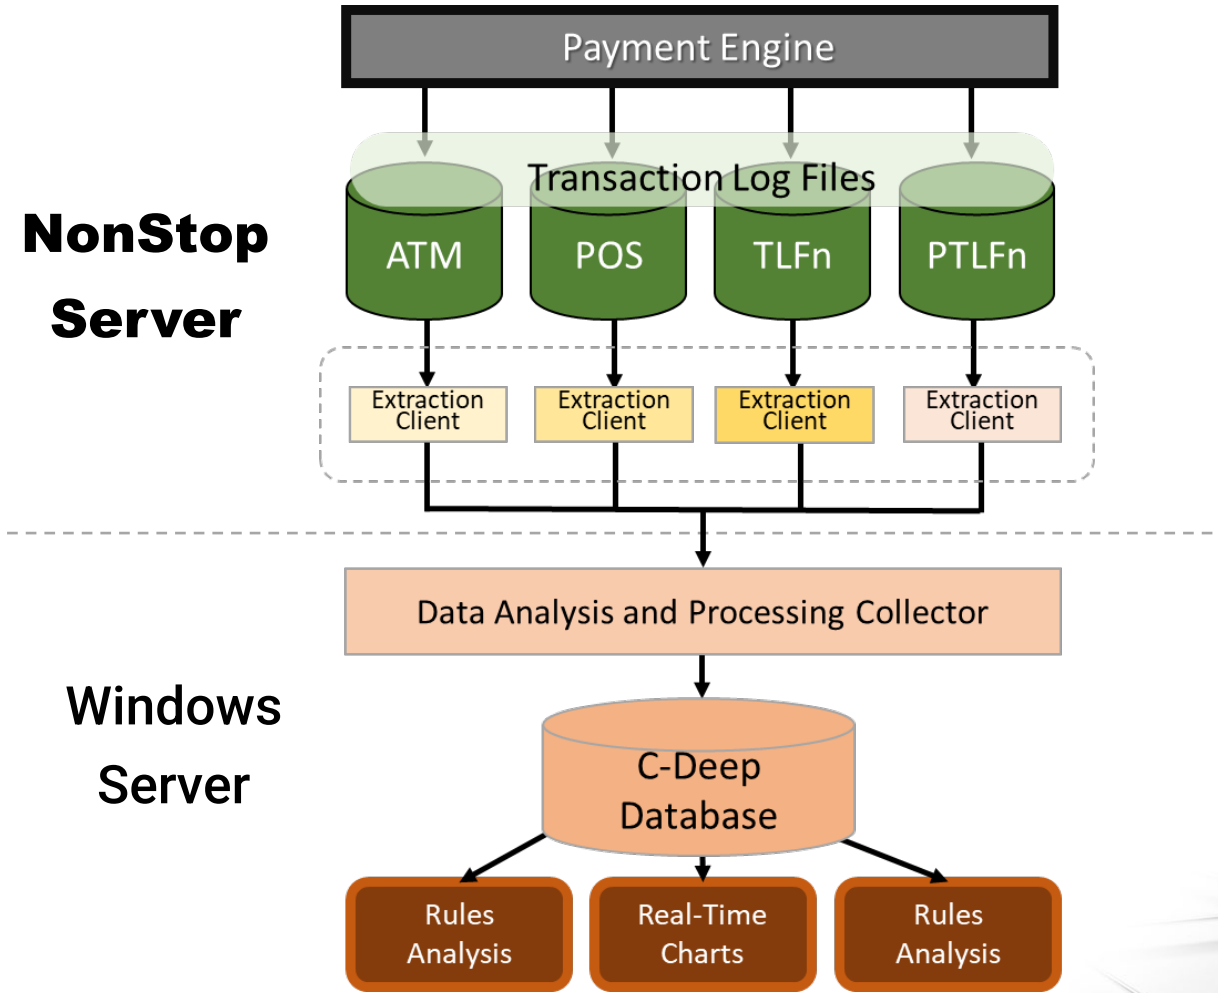 Payment Engine
Transaction Log Files
NonStop
Server
ATM
POS
TLFn
PTLFn
Extraction
Client
Extraction
Client
Extraction
Client
Extraction
Client
Data Analysis and Processing Collector
Windows
Server
C-Deep
Database
Rules
Analysis
Real-Time
Charts
Rules
Analysis